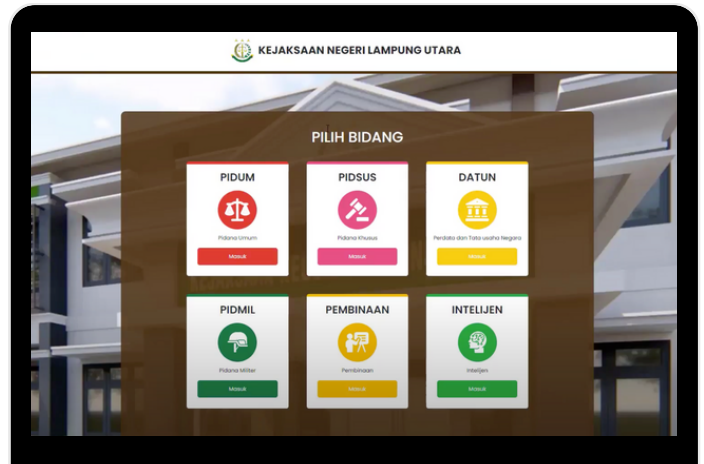 KEJAKSAAN NEGERI LAMPUNG UTARA
PILIH BIDANG
PIDUM
Pidana Umum
Masuk
PIDSUS
Pidana Khusus
Masuk
DATUN
Perdata dan Tata usaha Negara
Masuk
PIDMIL
Pidana Militer
Masuk
PEMBINAAN
Pembinaan
Masuk
INTELIJEN
Intelijen
Masuk